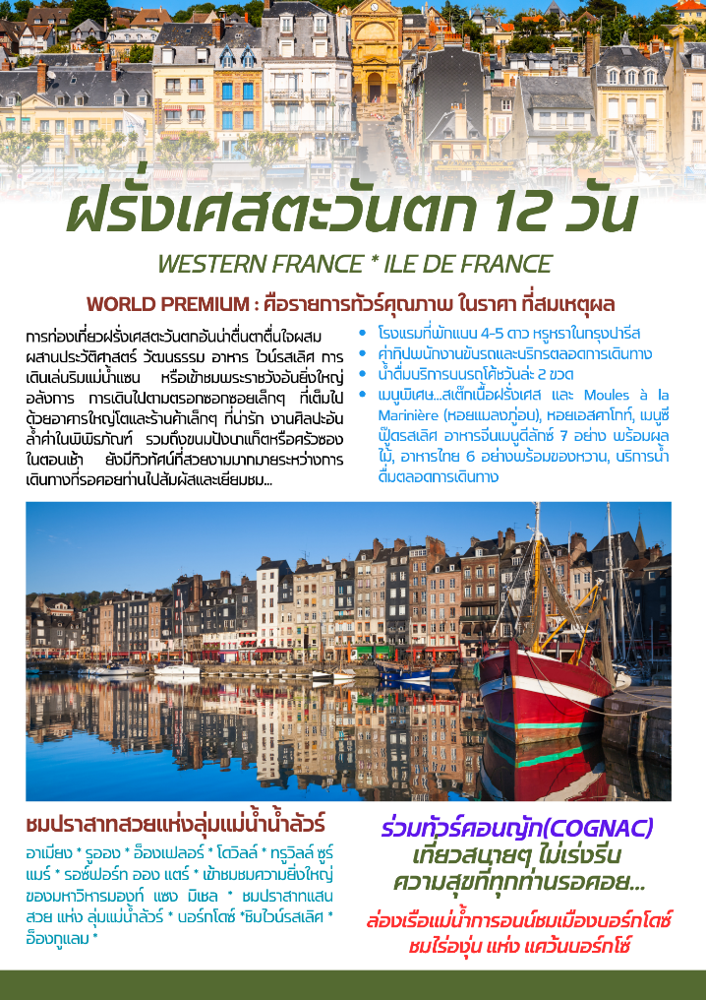 ฝรั่งเศสตะวันตก 12 วัน
WESTERN FRANCE * ILE DE FRANCE
WORLD PREMIUM : คือรายการทัวร์คุณภาพ ในราคา ที่สมเหตุผล
การท่องเที่ยวฝรั่งเศสตะวันตกอันน่าตื่นตาตื่นใจผสม
ผสานประวัติศาสตร์ วัฒนธรรม อาหาร ไวน์รสเลิศ การ
เดินเล่นริมแม่น้ำแซน หรือเข้าชมพระราชวังอันยิ่งใหญ่
อลังการ การเดินไปตามตรอกซอกซอยเล็กๆ ที่เต็มไป
ด้วยอาคารใหญ่โตและร้านค้าเล็กๆ ที่น่ารัก งานศิลปะอัน
ล้ำค่าในพิพิธภัณฑ์ รวมถึงขนมปังบาแก็ตหรือครัวซอง
ในตอนเช้า ยังมีทิวทัศน์ที่สวยงามมากมายระหว่างการ
เดินทางที่รอคอยท่านไปสัมผัสและเยี่ยมชม...
• โรงแรมที่พักแนบ 4-5 ดาว หรูหราในกรุงปารีส
• ค่าทิปพนักงานขับรถและบริกรตลอดการเดินทาง
• น้ำดื่มบริการบนรถโค้ชวันล่ะ 2 ขวด
• เมนูพิเศษ...สเต๊กเนื้อฝรั่งเศส และ Moules à la
Marinière (หอยแมลงภู่อบ), หอยเอสคาโกท์, เมนูซี
ฟู๊ดรสเลิศ อาหารจีนเมนูดีลักซ์ 7 อย่าง พร้อมผล
ไม้, อาหารไทย 6 อย่างพร้อมของหวาน, บริการน้ำ
ดื่มตลอดการเดินทาง
ชมปราสาทสวยแห่งลุ่มแม่น้ำน้ำลัวร์
อาเมียง * รูออง * อ็องเฟลอร์ * โดวิลล์ * ทรูวิลล์ ซูร์
แมร์ * รอซ์ฟอร์ท ออง แตร์ * เข้าชมชมความยิ่งใหญ่
ของมหาวิหารมองท์ แซง มิเชล * ชมปราสาทแสน
สวย แห่ง ลุ่มแม่น้ำลัวร์ * บอร์กโดซ์ *ชิมไวน์รสเลิศ *
อ็องกูแลม *
ร่วมทัวร์คอนญัก(COGNAC)
เที่ยวสบายๆ ไม่เร่งรีบ
ความสุขที่ทุกท่านรอคอย...
ล่องเรือแม่น้ำการอนน์ชมเมืองบอร์กโดซ์
ชมไร่องุ่น แห่ง แคว้นบอร์กโซ์